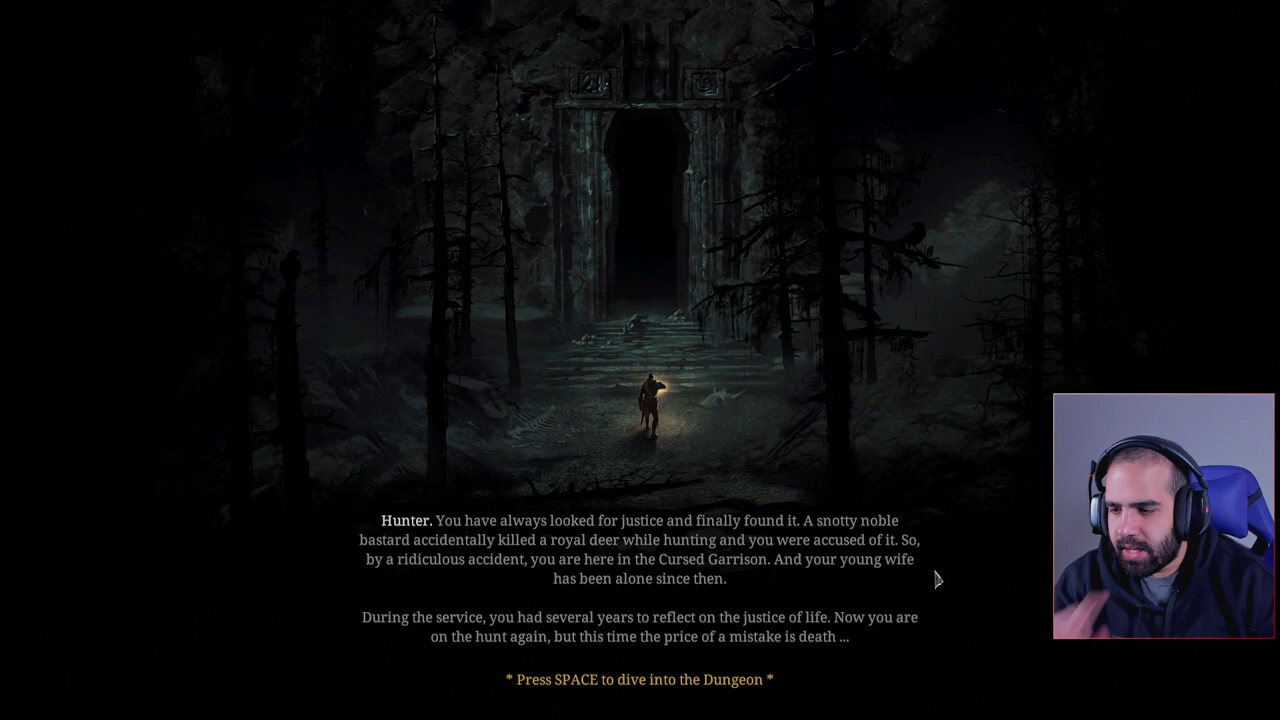 Hunter. You have always looked for justice and finally found it. A snotty noble
bastard accidentally killed a royal deer while hunting and you were accused of it. So,
by a ridiculous accident, you are here in the Cursed Garrison. And your young wife
has been alone since then.
During the service, you had several years to reflect on the justice of life. Now you are
on the hunt again, but this time the price of a mistake is death ...
* Press SPACE to dive into the Dungeon *